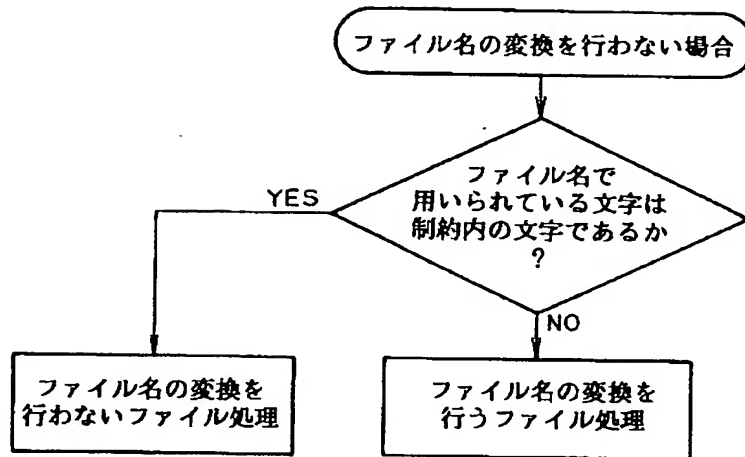 ファイル名の変換を行わない場合
ファイル名で
用いられている文字は
制約内の文字であるか
?
YES
NO
ファイル名の変換を
行わないファイル処理
ファイル名の変換を
行うファイル処理